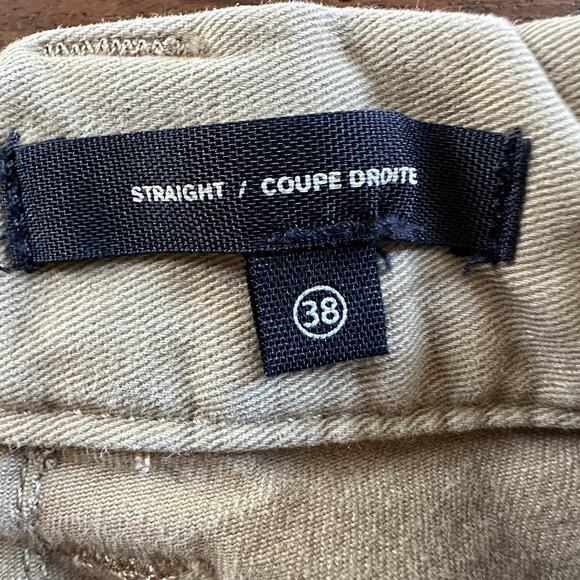 STRAIGHT / COUPE DROITE
38